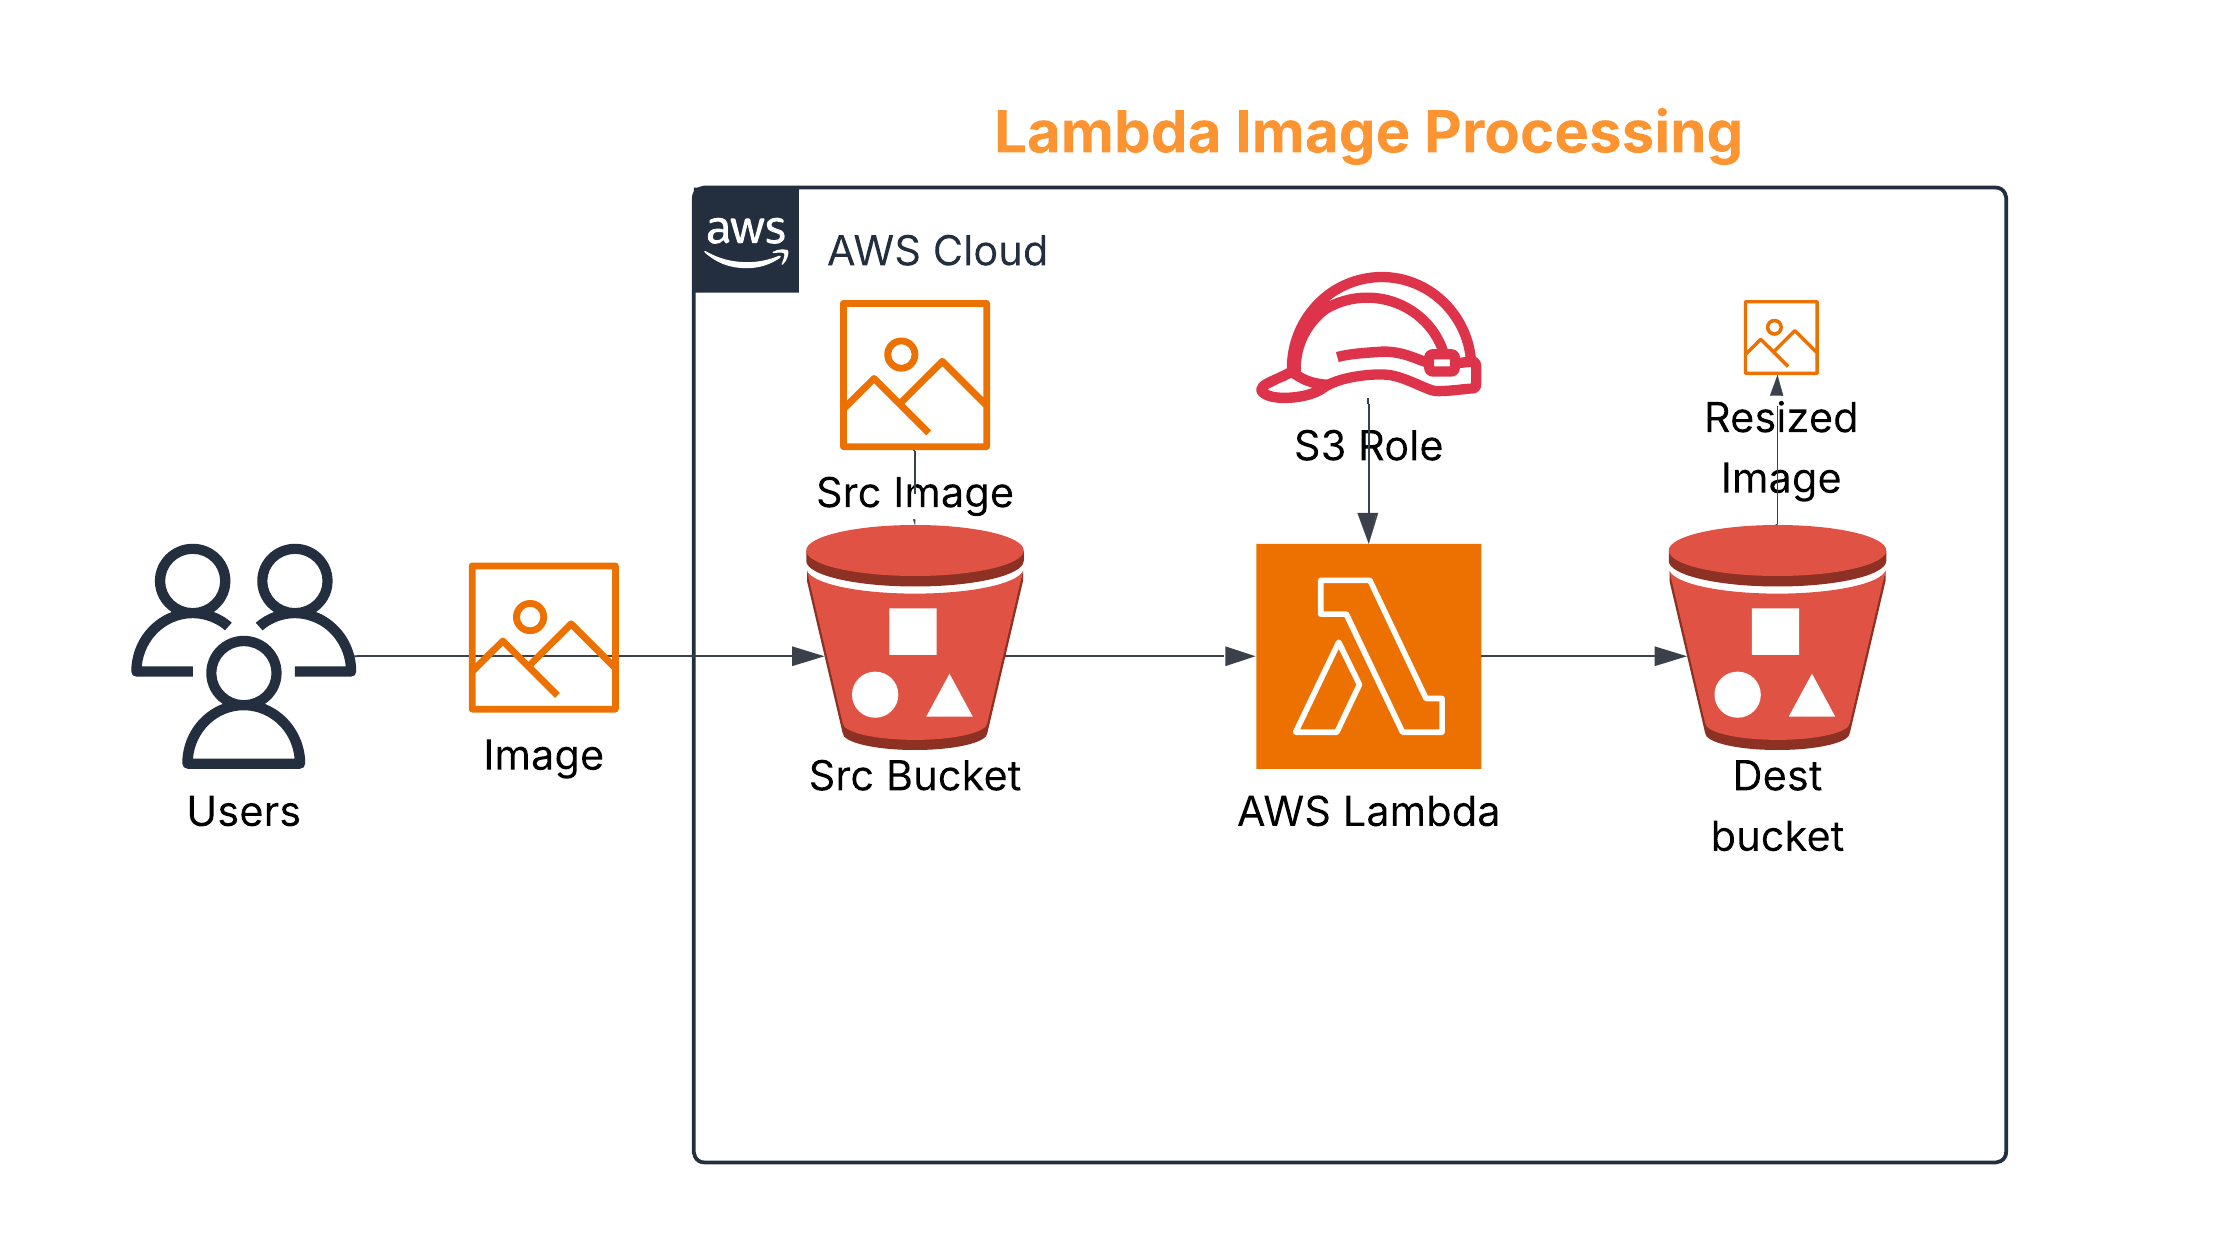 Lambda Image Processing
aws
AWS Cloud
Src Image
S3 Role
Resized
Image
Users
Image
Src Bucket
AWS Lambda
Dest
bucket